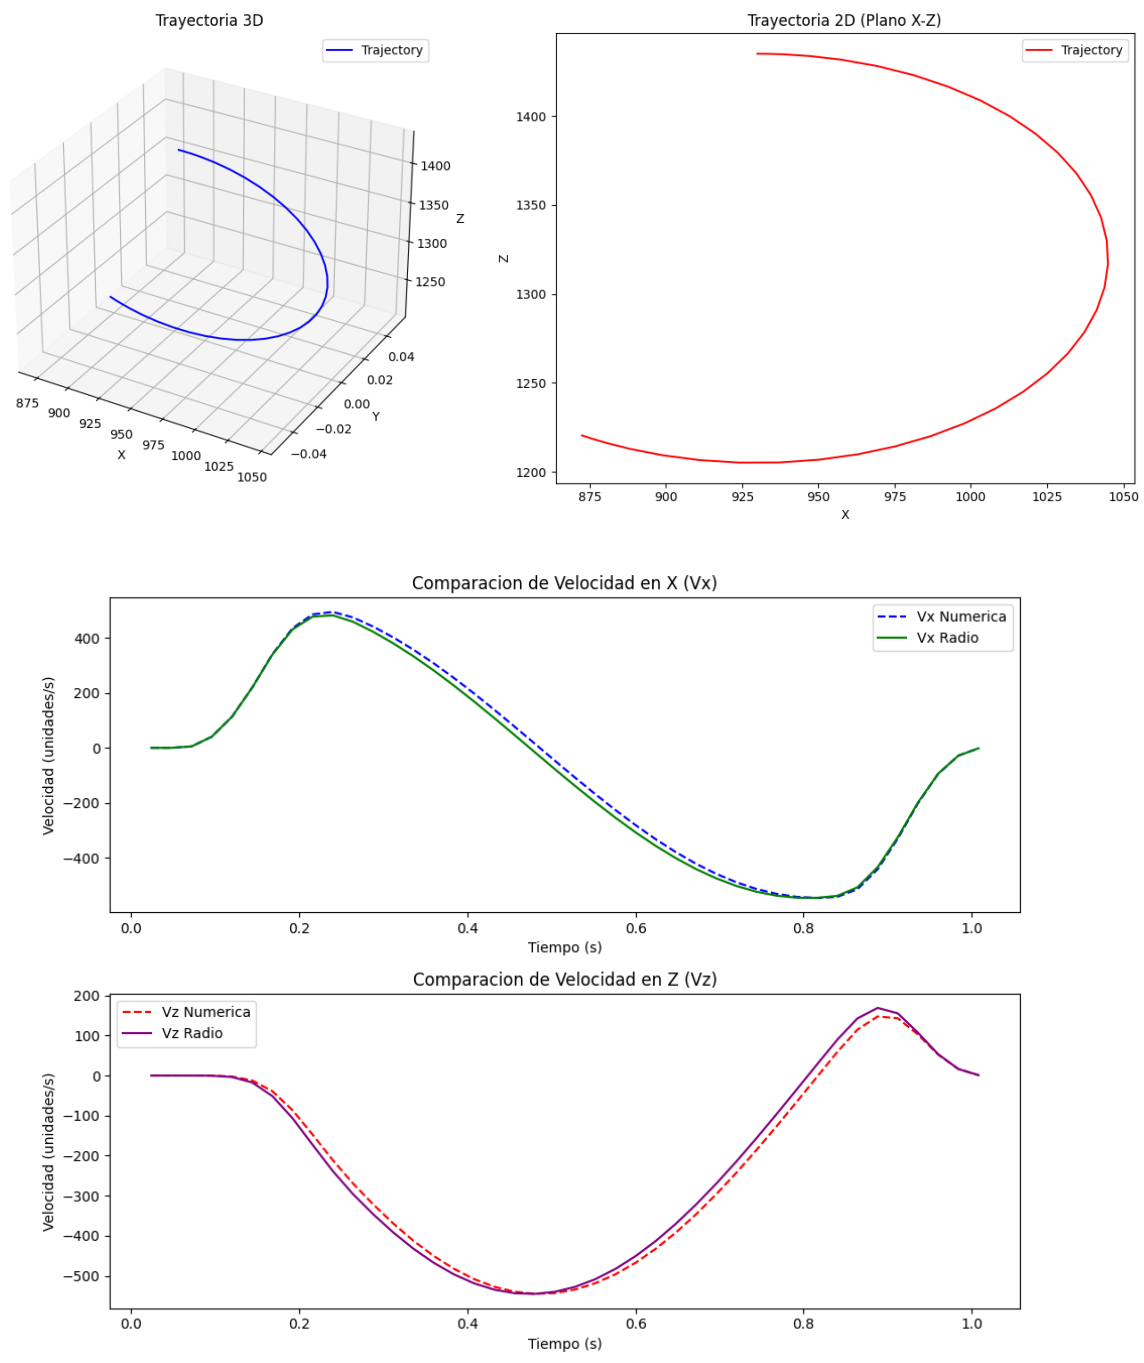 Trayectoria 3D
Trajectory
1400
1350
1300
1250
Z
0.04
0.02
0.00
−0.02
−0.04
Y
875
900
925
950
975
1000
1025
1050
X
Trayectoria 2D (Plano X-Z)
Trajectory
1400
1350
1300
1250
1200
Z
875 900 925 950 975 1000 1025 1050
X
Comparacion de Velocidad en X (Vx)
Vx Numerica
Vx Radio
400
200
0
−200
−400
Velocidad (unidades/s)
0.0 0.2 0.4 0.6 0.8 1.0
Tiempo (s)
Comparacion de Velocidad en Z (Vz)
Vz Numerica
Vz Radio
200
100
0
−100
−200
−300
−400
−500
Velocidad (unidades/s)
0.0 0.2 0.4 0.6 0.8 1.0
Tiempo (s)